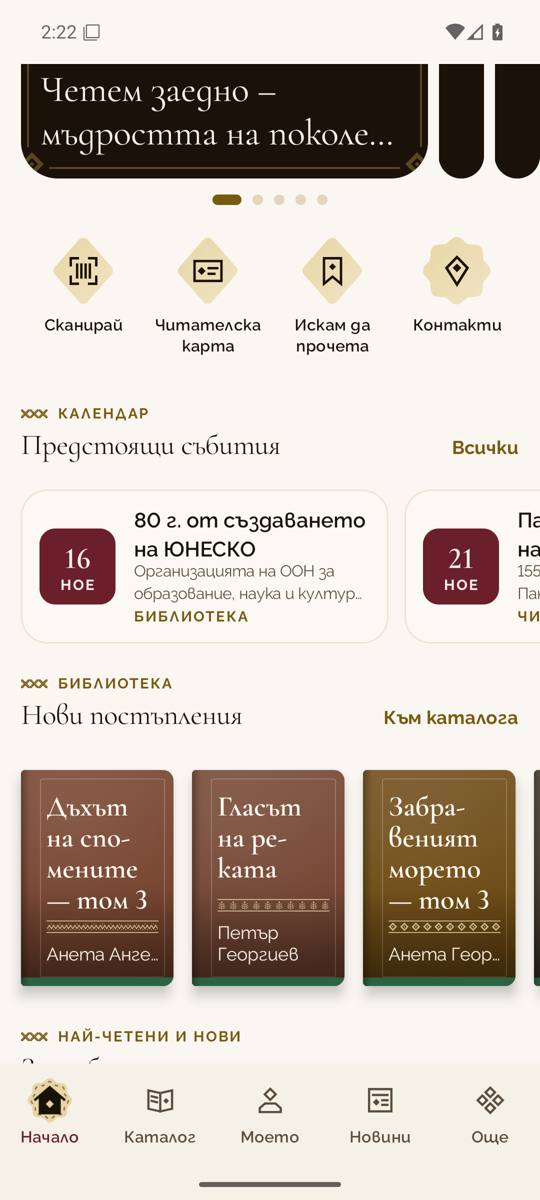 2:22
Четем заедно –
мъдростта на поколе...
Сканирай
Читателска
карта
Искам да
прочета
Контакти
КАЛЕНДАР
Предстоящи събития
Всички
16
НОЕ
80 г. от създаването
на ЮНЕСКО
Организацията на ООН за
образование, наука и култур...
БИБЛИОТЕКА
21
НОЕ
БИБЛИОТЕКА
Нови постъпления
Към каталога
Дъхът
на спо-
мените
— том 3
Анета Анге...
Гласът
на ре-
ката
Петър
Георгиев
Забра-
веният
морето
— том 3
Анета Геор...
НАЙ-ЧЕТЕНИ И НОВИ
Начало
Каталог
Моето
Новини
Още